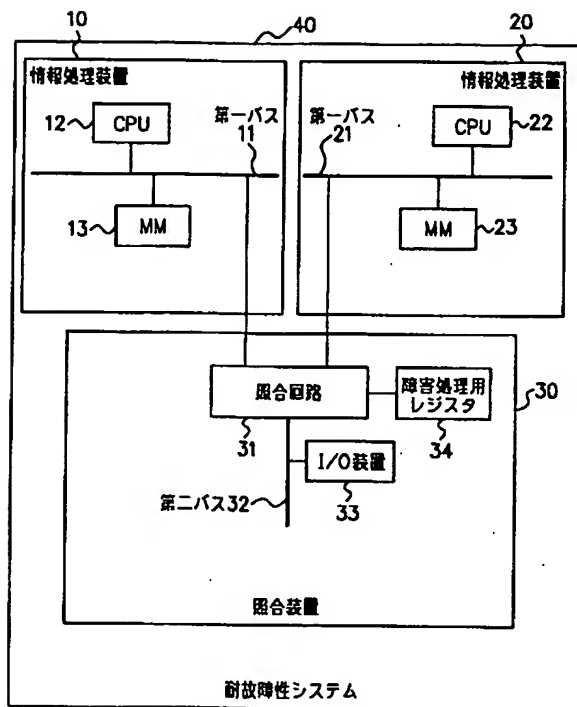 40
10
20
情報処理装置
情報処理装置
12
CPU
第一バス
11
第一バス
21
CPU
22
13
MM
MM
23
照合回路
31
障害処理用
レジスタ
34
30
I/O装置
33
第二バス32
照合装置
耐故障性システム